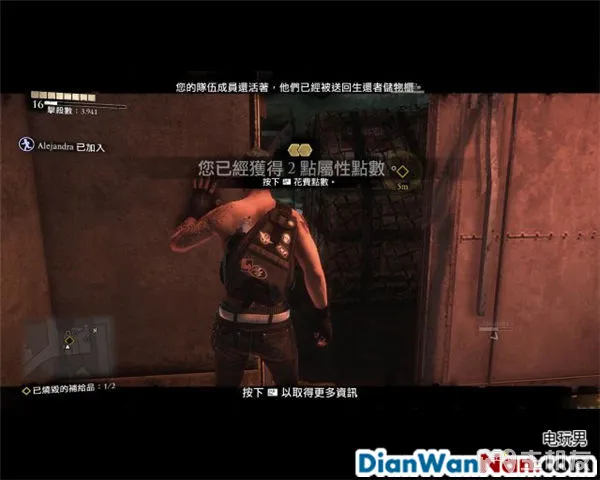 您的隊伍成員還活著，他們已經被送回生還者儲物櫃。
16
擊殺數：3,941
Alejandra 已加入
您已經獲得 2 點屬性點數
按下 花費點數。
3m
N
已燒毀的補給品：1/2
按下 以取得更多資訊
电玩男
DianWanNan.com